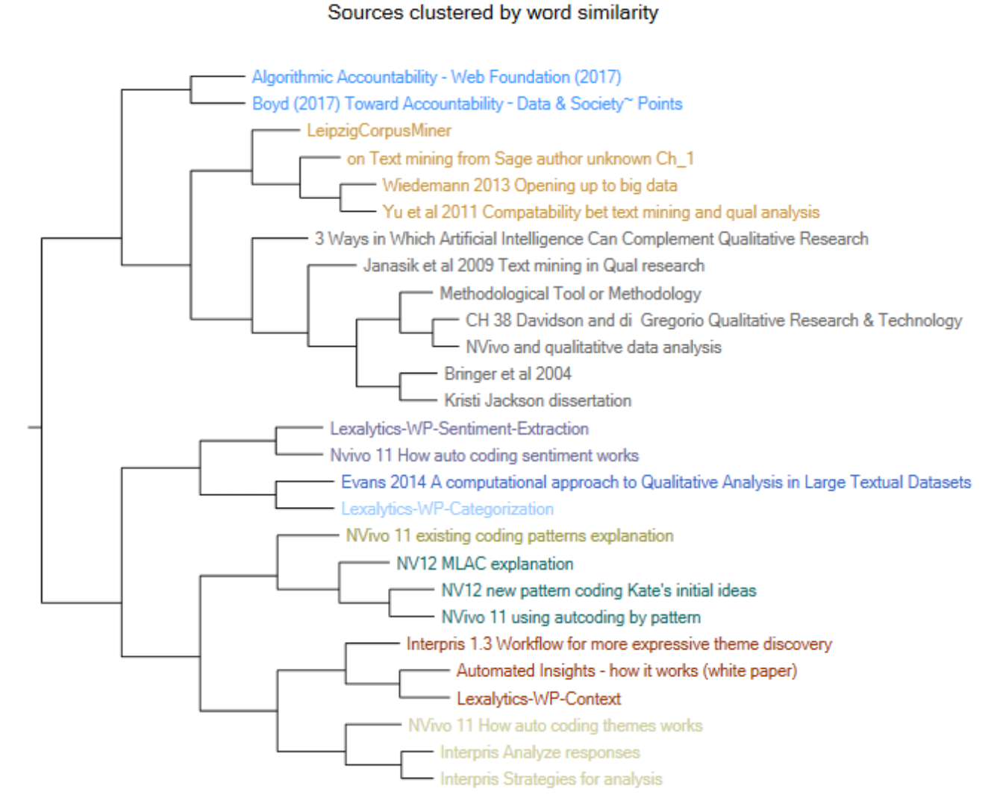 Sources clustered by word similarity
Algorithmic Accountability - Web Foundation (2017)
Boyd (2017) Toward Accountability - Data & Society~ Points
LeipzigCorpusMiner
on Text mining from Sage author unknown Ch_1
Wiedemann 2013 Opening up to big data
Yu et al 2011 Compatability bet text mining and qual analysis
3 Ways in Which Artificial Intelligence Can Complement Qualitative Research
Janasik et al 2009 Text mining in Qual research
Methodological Tool or Methodology
CH 38 Davidson and di  Gregorio Qualitative Research & Technology
NVivo and qualitatitve data analysis
Bringer et al 2004
Kristi Jackson dissertation
Lexalytics-WP-Sentiment-Extraction
Nvivo 11 How auto coding sentiment works
Evans 2014 A computational approach to Qualitative Analysis in Large Textual Datasets
Lexalytics-WP-Categorization
NVivo 11 existing coding patterns explanation
NV12 MLAC explanation
NV12 new pattern coding Kate's initial ideas
NVivo 11 using autcoding by pattern
Interpris 1.3 Workflow for more expressive theme discovery
Automated Insights - how it works (white paper)
Lexalytics-WP-Context
NVivo 11 How auto coding themes works
Interpris Analyze responses
Interpris Strategies for analysis